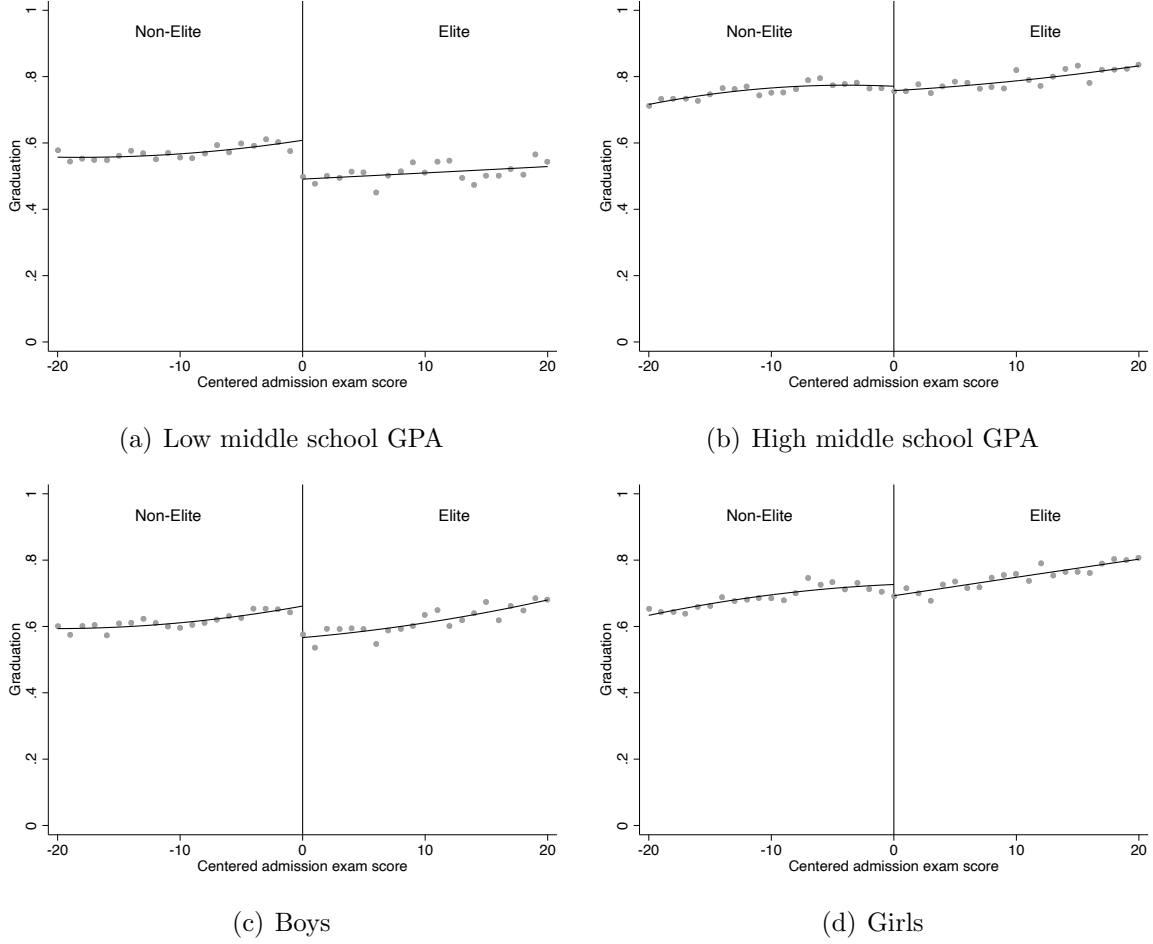 Non-Elite Elite
Graduation
1
.8
.6
.4
.2
0
-20 -10 0 10 20
Centered admission exam score
(a) Low middle school GPA
Non-Elite Elite
Graduation
1
.8
.6
.4
.2
0
-20 -10 0 10 20
Centered admission exam score
(b) High middle school GPA
Non-Elite Elite
Graduation
1
.8
.6
.4
.2
0
-20 -10 0 10 20
Centered admission exam score
(c) Boys
Non-Elite Elite
Graduation
1
.8
.6
.4
.2
0
-20 -10 0 10 20
Centered admission exam score
(d) Girls